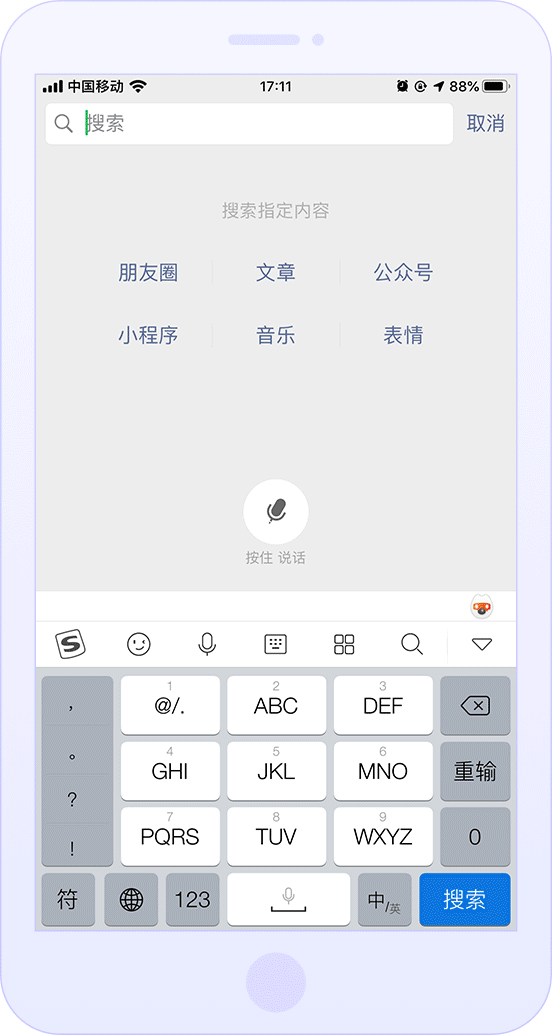 中国移动 17:11 88%
搜索 取消
搜索指定内容
朋友圈 文章 公众号
小程序 音乐 表情
按住 说话
S
, 1 @/. 2 ABC 3 DEF
。 4 GHI 5 JKL 6 MNO 重输
?
! 7 PQRS 8 TUV 9 WXYZ 0
符 123 中/英 搜索